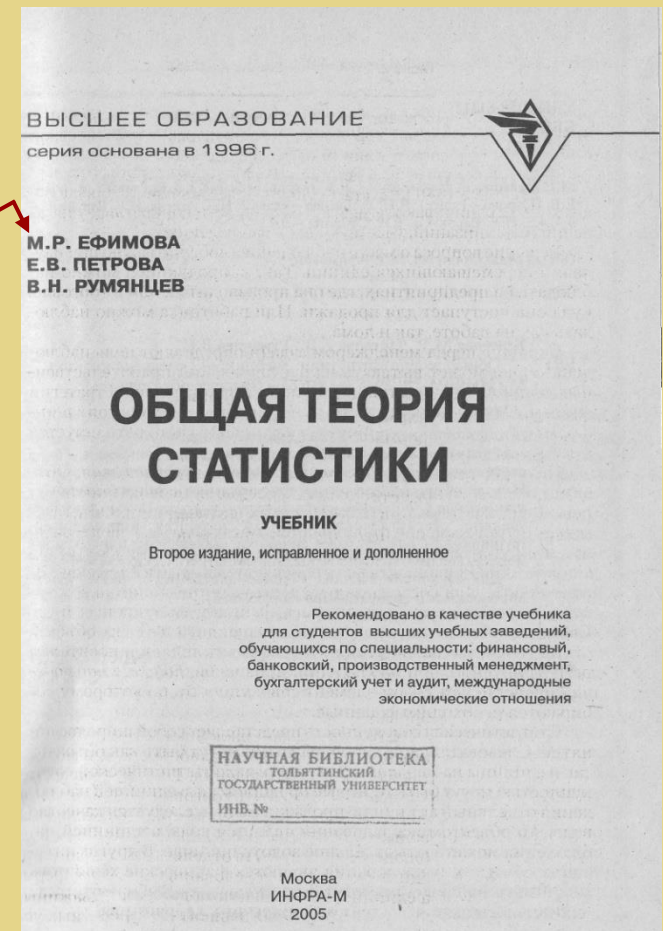 ВЫСШЕЕ ОБРАЗОВАНИЕ
серия основана в 1996 г.
М.Р. ЕФИМОВА
Е.В. ПЕТРОВА
В.Н. РУМЯНЦЕВ
ОБЩАЯ ТЕОРИЯ
СТАТИСТИКИ
УЧЕБНИК
Второе издание, исправленное и дополненное
Рекомендовано в качестве учебника
для студентов высших учебных заведений,
обучающихся по специальности: финансовый,
банковский, производственный менеджмент,
бухгалтерский учет и аудит, международные
экономические отношения
НАУЧНАЯ БИБЛИОТЕКА
ТОЛЬЯТТИНСКИЙ
ГОСУДАРСТВЕННЫЙ УНИВЕРСИТЕТ
ИНВ. №
Москва
ИНФРА-М
2005